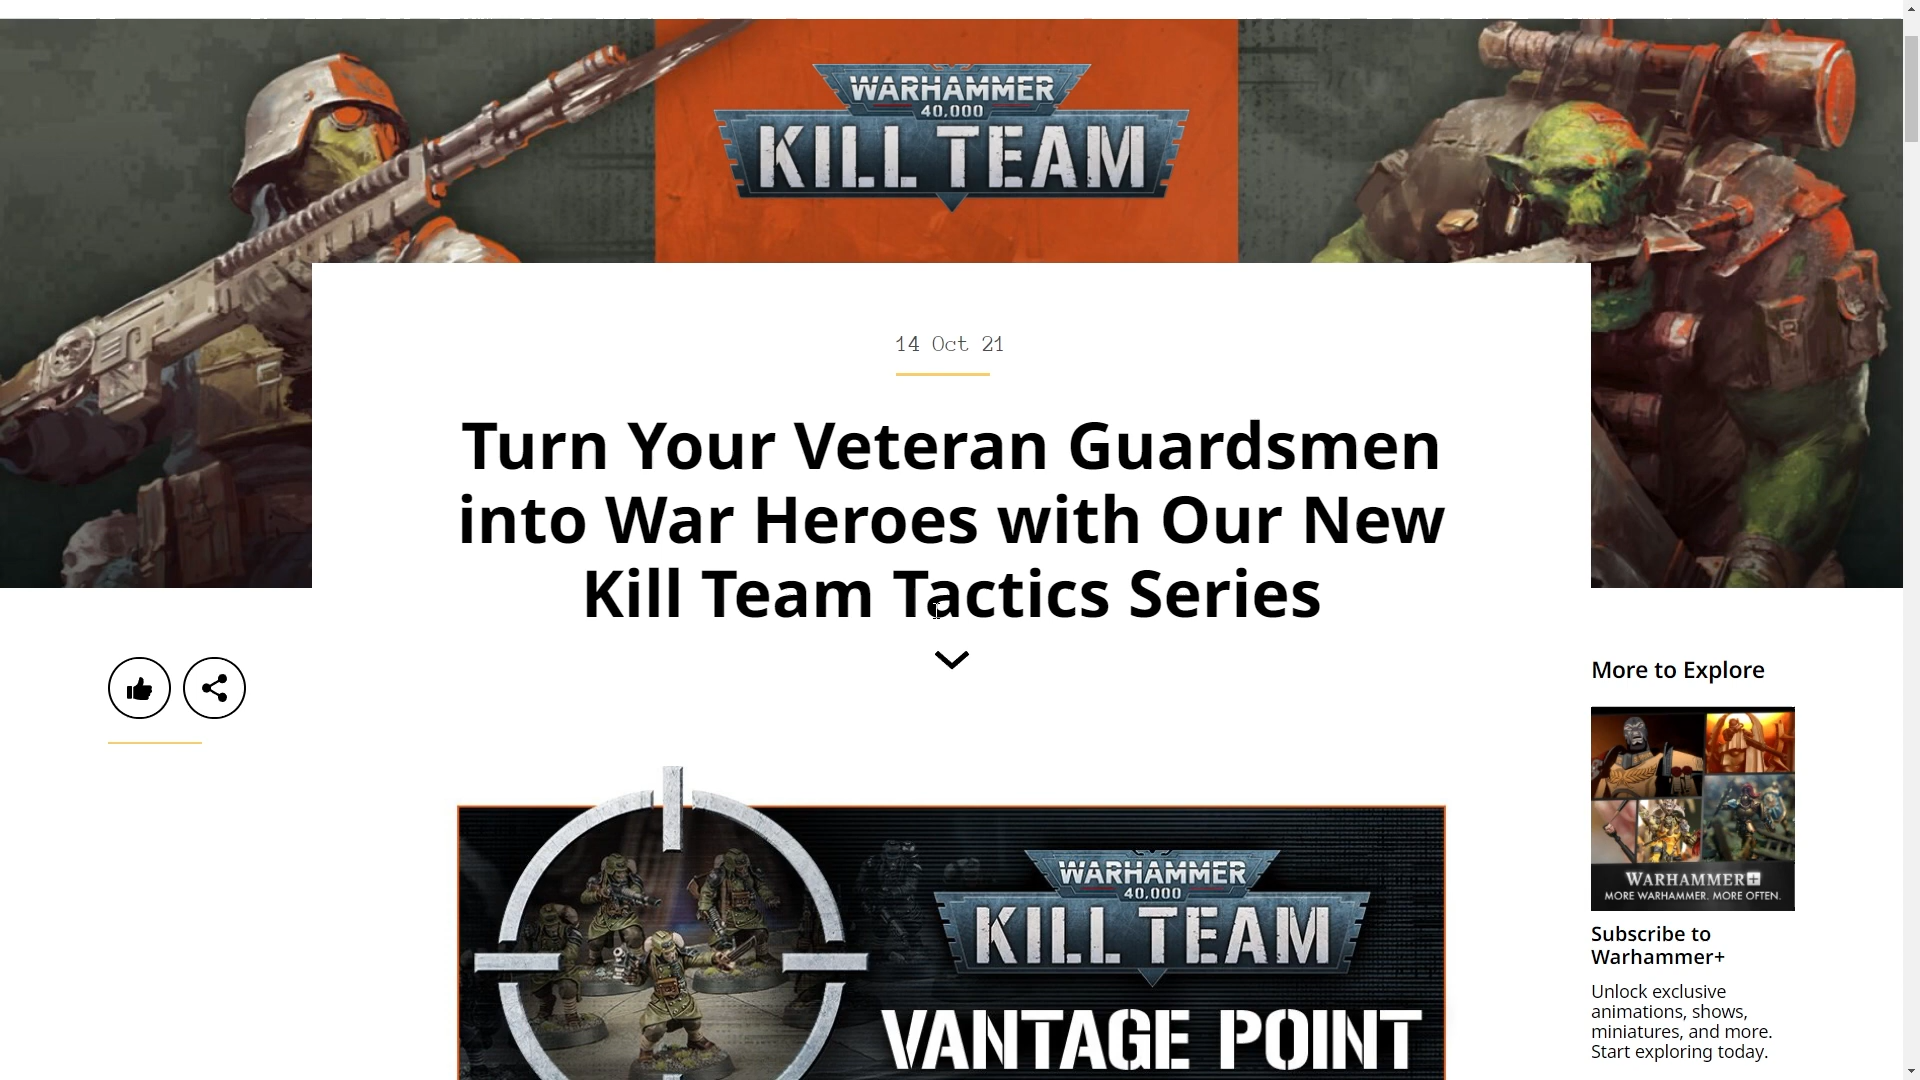 WARHAMMER
40,000
KILL TEAM
14 Oct 21
Turn Your Veteran Guardsmen
into War Heroes with Our New
Kill Team Tactics Series
More to Explore
WARHAMMER+
MORE WARHAMMER. MORE OFTEN.
Subscribe to
Warhammer+
Unlock exclusive
animations, shows,
miniatures, and more.
Start exploring today.
WARHAMMER
40,000
KILL TEAM
VANTAGE POINT